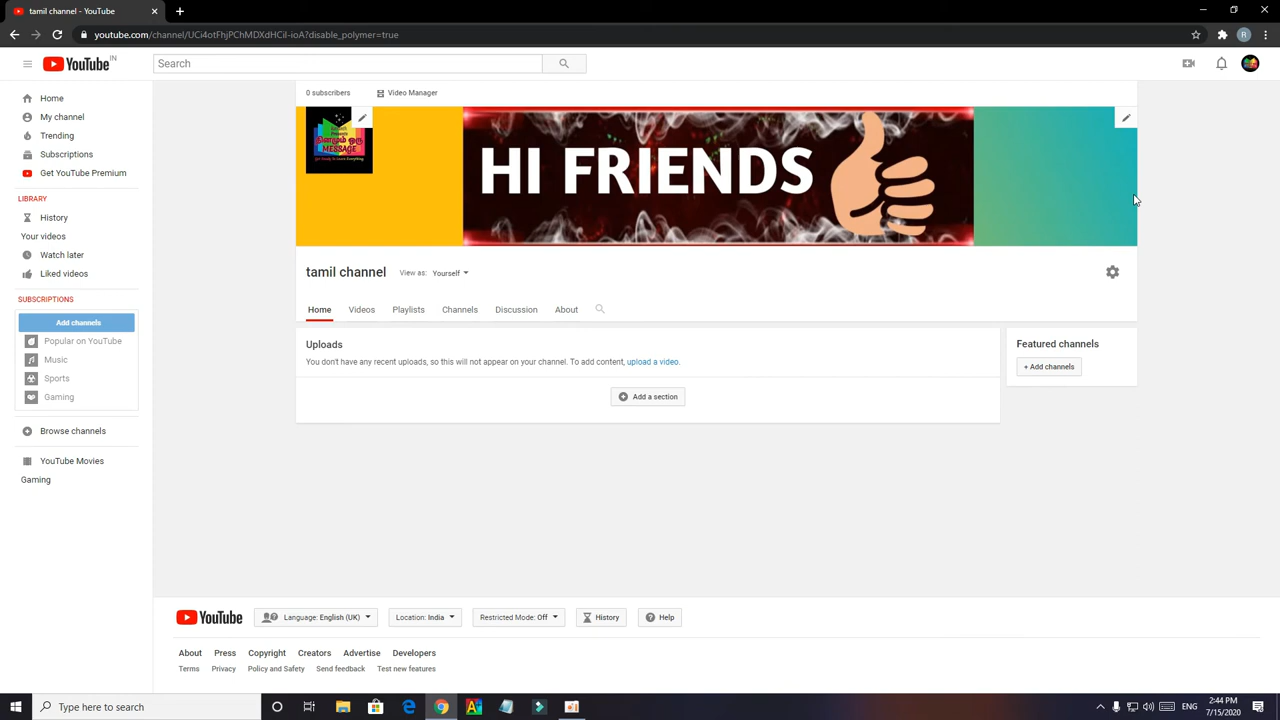 tamil channel - YouTube
youtube.com/channel/UCi4otFhjPChMDXdHCiI-ioA?disable_polymer=true
R
YouTube IN
Search
0 subscribers
Video Manager
Home
My channel
Trending
Subscriptions
Get YouTube Premium
LIBRARY
History
Your videos
Watch later
Liked videos
SUBSCRIPTIONS
Add channels
Popular on YouTube
Music
Sports
Gaming
Browse channels
YouTube Movies
Gaming
தினமும் ஒரு
MESSAGE
HI FRIENDS
tamil channel
View as: Yourself
Home Videos Playlists Channels Discussion About
Uploads
You don't have any recent uploads, so this will not appear on your channel. To add content, upload a video.
Add a section
Featured channels
+ Add channels
YouTube
Language: English (UK)
Location: India
Restricted Mode: Off
History
Help
About Press Copyright Creators Advertise Developers
Terms Privacy Policy and Safety Send feedback Test new features
Type here to search
ENG
2:44 PM
7/15/2020